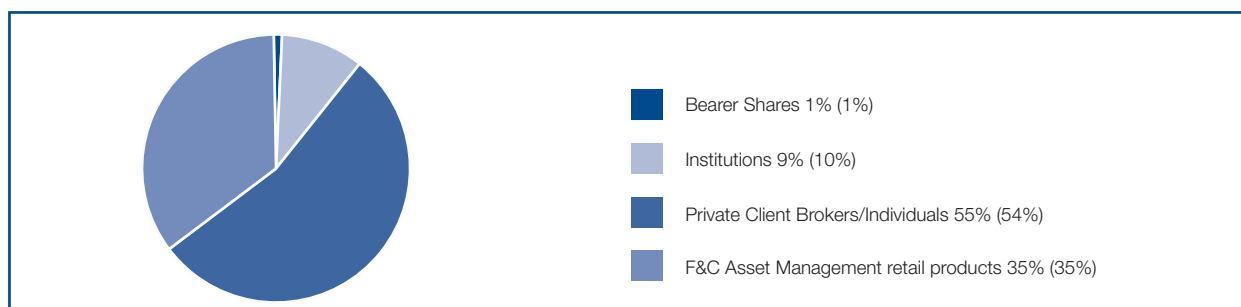 Bearer Shares 1% (1%)
Institutions 9% (10%)
Private Client Brokers/Individuals 55% (54%)
F&C Asset Management retail products 35% (35%)